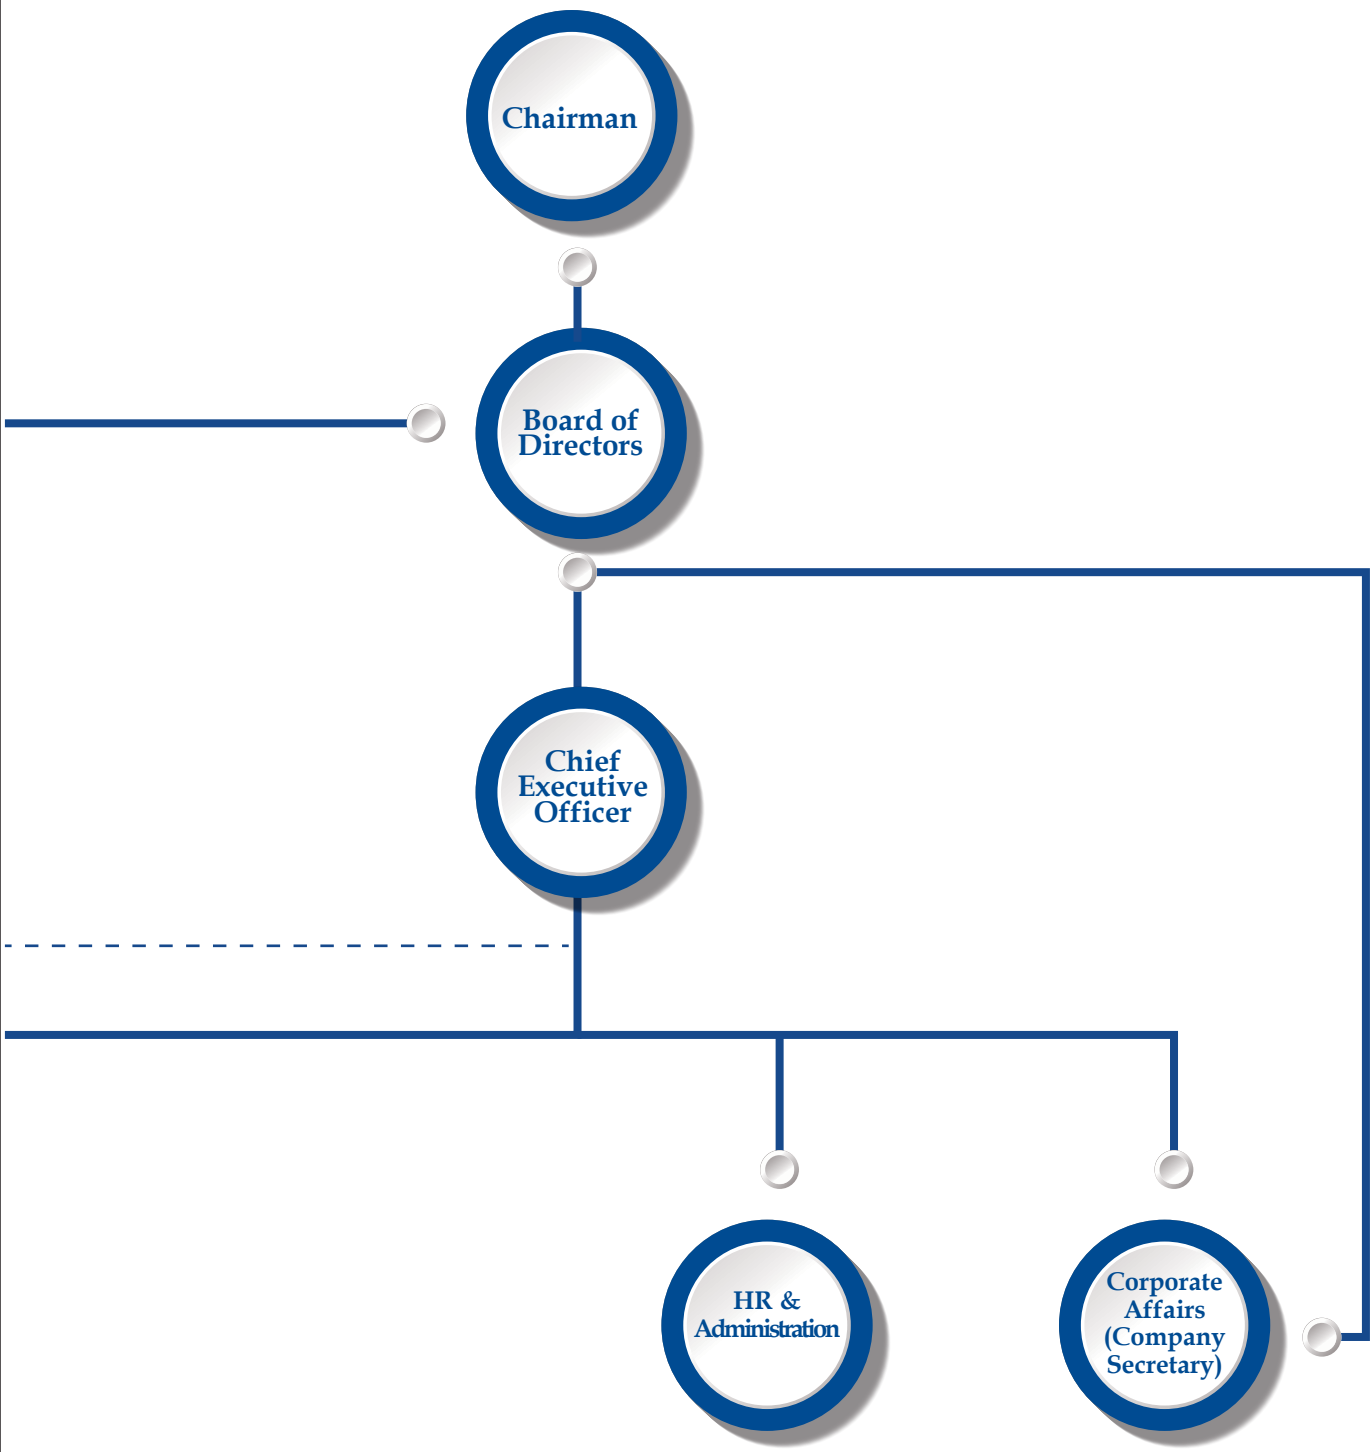 Chairman
Board of
Directors
Chief
Executive
Officer
HR &
Administration
Corporate
Affairs
(Company
Secretary)